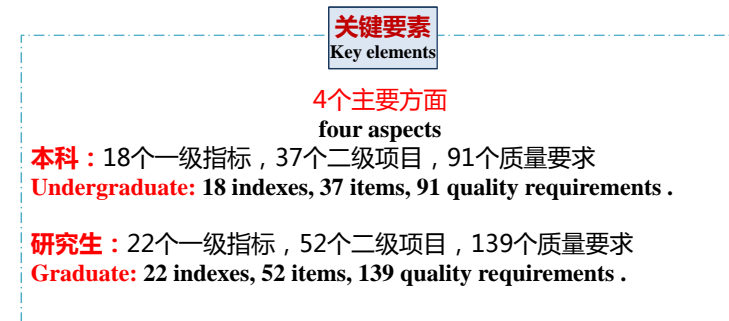 关键要素
Key elements
4个主要方面
four aspects
本科：18个一级指标，37个二级项目，91个质量要求
Undergraduate: 18 indexes, 37 items, 91 quality requirements .
研究生：22个一级指标，52个二级项目，139个质量要求
Graduate: 22 indexes, 52 items, 139 quality requirements .